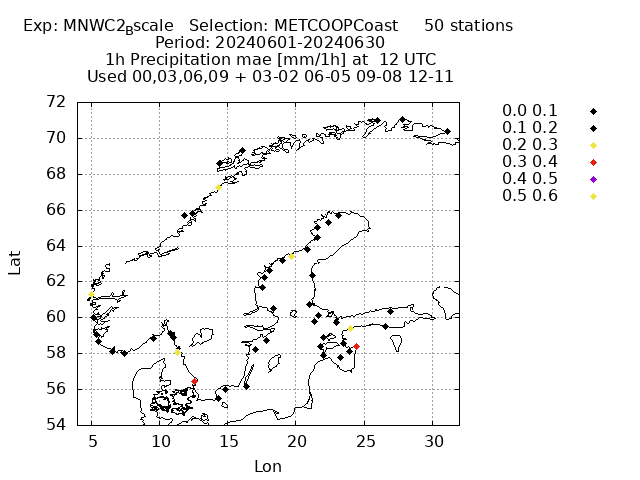 Exp: MNWC2Bscale   Selection: METCOOPCoast     50 stations
Period: 20240601-20240630
1h Precipitation mae [mm/1h] at  12 UTC
Used 00,03,06,09 + 03-02 06-05 09-08 12-11
72
70
68
66
64
62
60
58
56
54
Lat
5 10 15 20 25 30
Lon
0.0 0.1
0.1 0.2
0.2 0.3
0.3 0.4
0.4 0.5
0.5 0.6